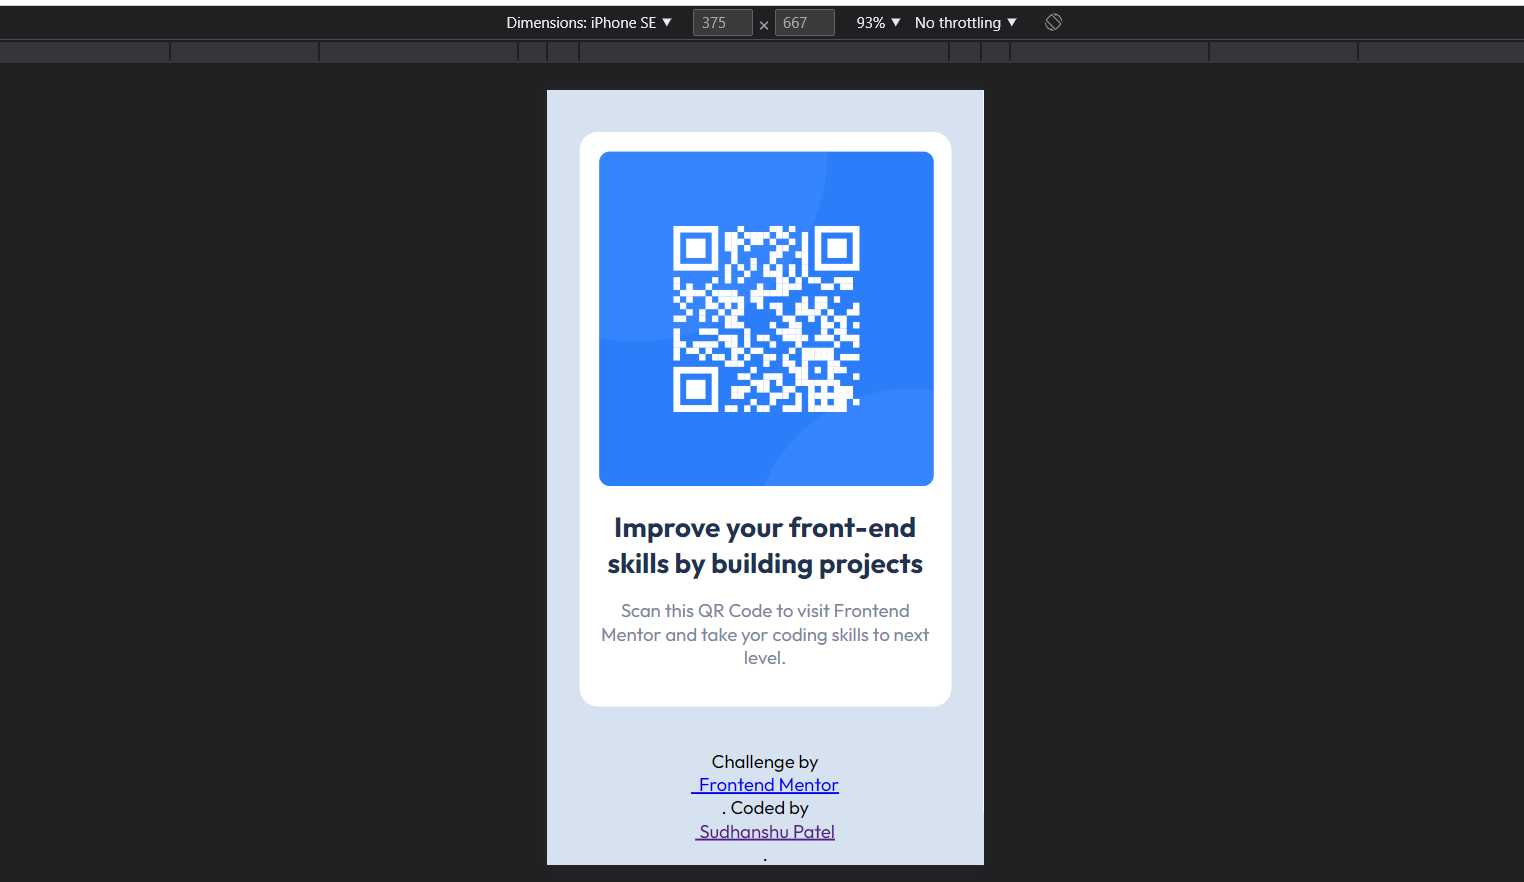 Dimensions: iPhone SE ▼ 375 × 667 93% ▼ No throttling ▼
Improve your front-end
skills by building projects
Scan this QR Code to visit Frontend
Mentor and take yor coding skills to next
level.
Challenge by
Frontend Mentor
. Coded by
Sudhanshu Patel
.